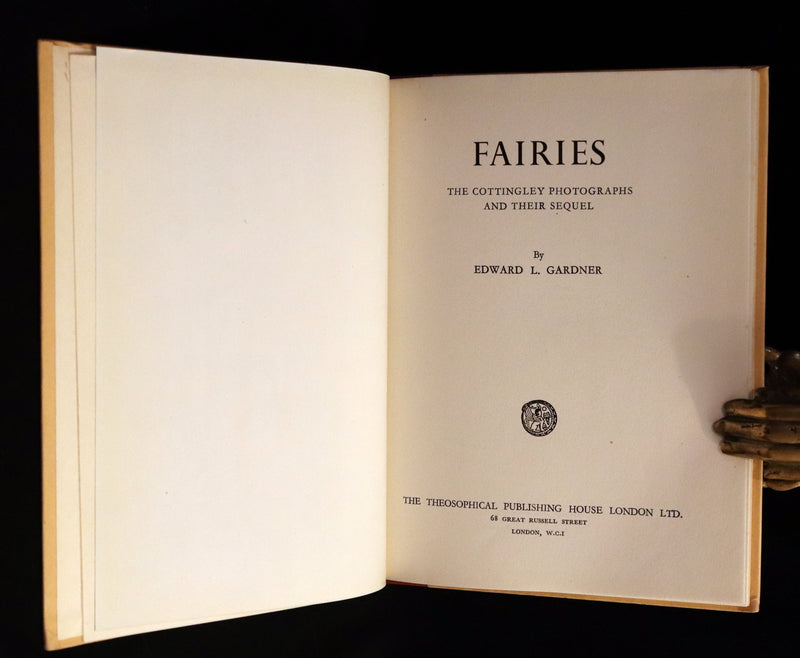 FAIRIES
THE COTTINGLEY PHOTOGRAPHS
AND THEIR SEQUEL
By
EDWARD L. GARDNER
THE THEOSOPHICAL PUBLISHING HOUSE LONDON LTD.
68 GREAT RUSSELL STREET
LONDON, W.C.1